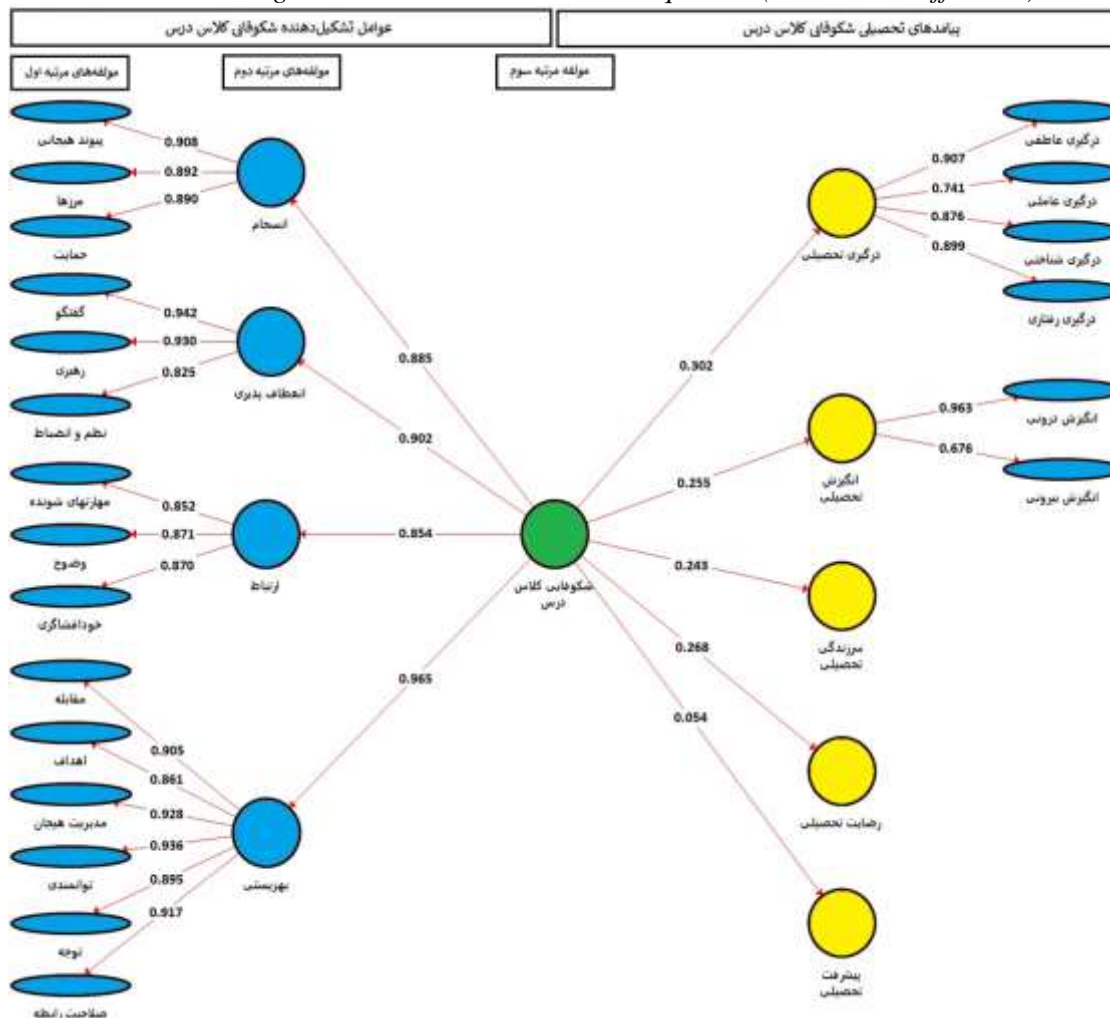 عوامل تشکیل‌دهنده شکوفای کلاس درس
پیامدهای تحصیلی شکوفای کلاس درس
مولفه‌های مرتبه اول
مولفه‌های مرتبه دوم
مولفه مرتبه سوم
پیوند هیجانی
مرزها
حمایت
گفتگو
رهبری
نظم و انضباط
مهارتهای شونده
وضوح
خودافشاگری
مقابله
اهداف
مدیریت هیجان
توانمندی
توجه
صلاحیت رابطه
0.908
0.892
0.890
0.942
0.930
0.825
0.852
0.871
0.870
0.905
0.861
0.928
0.936
0.895
0.917
انسجام
انعطاف پذیری
ارتباط
بهزیستی
0.885
0.902
0.854
0.965
شکوفایی کلاس
درس
0.302
0.255
0.243
0.268
0.054
درگیری تحصیلی
انگیزش
تحصیلی
سرزندگی
تحصیلی
رضایت تحصیلی
پیشرفت
تحصیلی
0.907
0.741
0.876
0.899
0.963
0.676
درگیری عاطفی
درگیری عاملی
درگیری شناختی
درگیری رفتاری
انگیزش درونی
انگیزش بیرونی